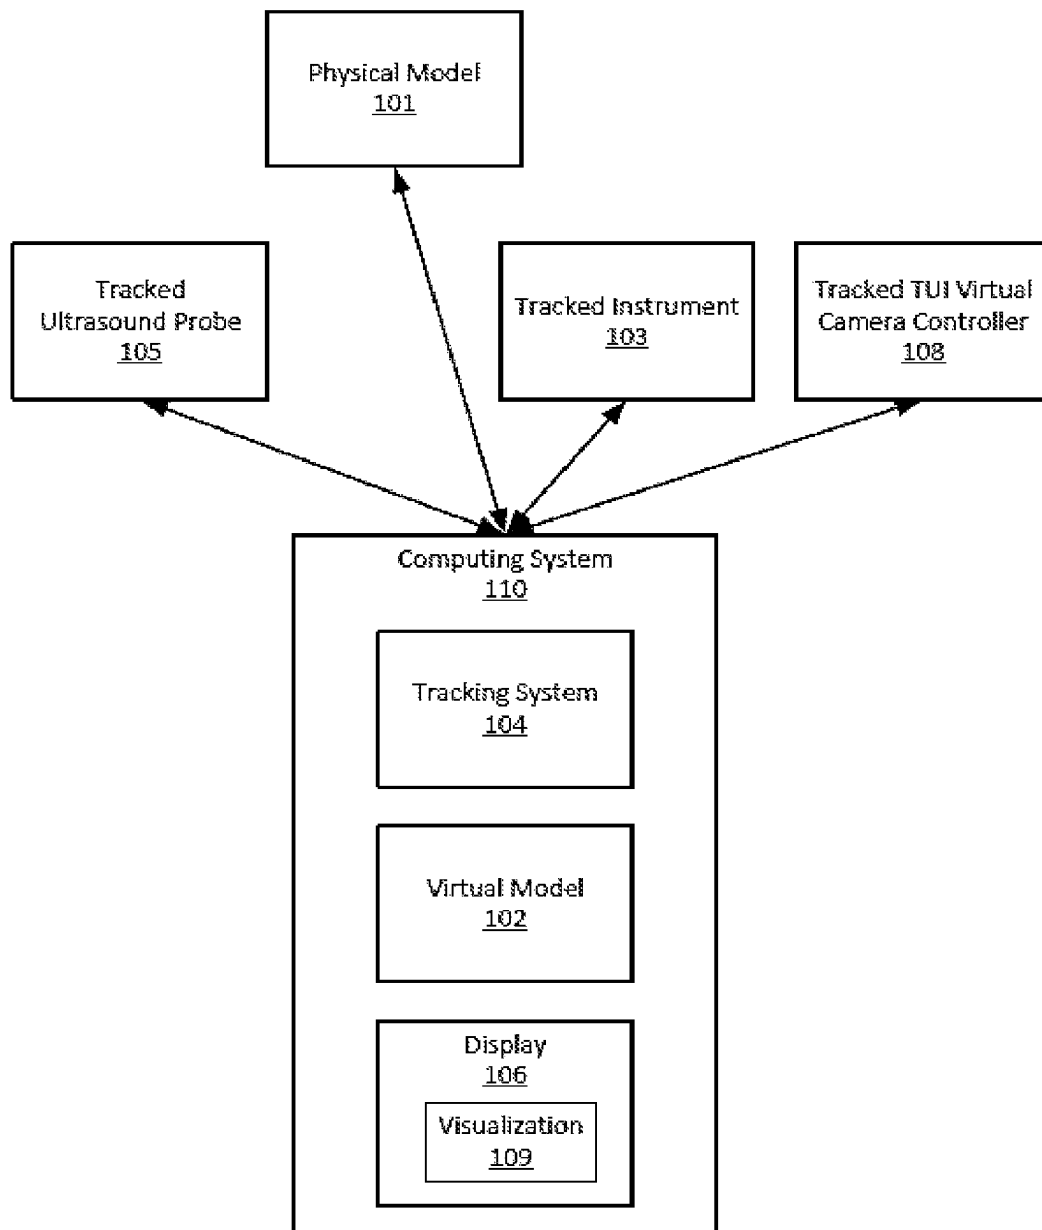 Physical Model
101
Tracked
Ultrasound Probe
105
Tracked Instrument
103
Tracked TUI Virtual
Camera Controller
108
Computing System
110
Tracking System
104
Virtual Model
102
Display
106
Visualization
109